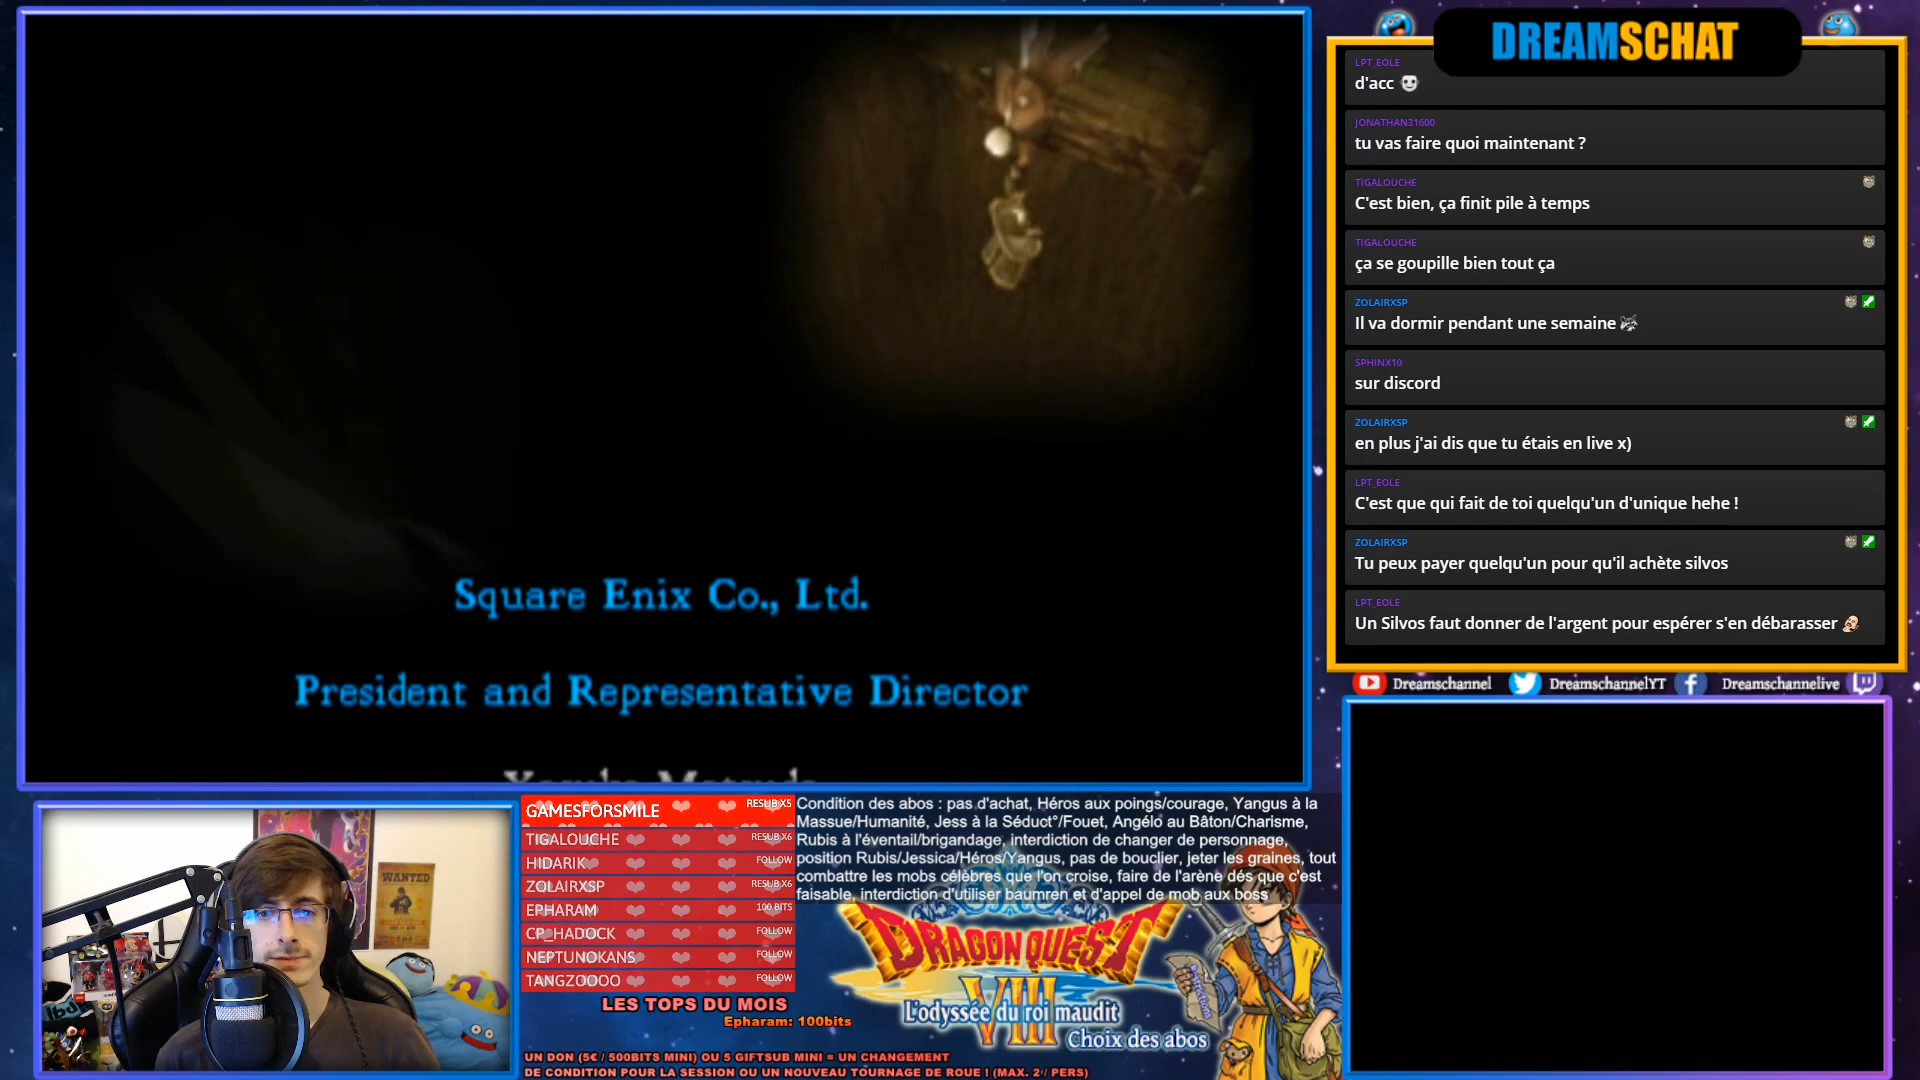 Square Enix Co., Ltd.
President and Representative Director
DREAMSCHAT
LPT_EOLE
d'acc
JONATHAN31600
tu vas faire quoi maintenant ?
TIGALOUCHE
C'est bien, ça finit pile à temps
TIGALOUCHE
ça se goupille bien tout ça
ZOLAIRXSP
Il va dormir pendant une semaine
SPHINX10
sur discord
ZOLAIRXSP
en plus j'ai dis que tu étais en live x)
LPT_EOLE
C'est que qui fait de toi quelqu'un d'unique hehe !
ZOLAIRXSP
Tu peux payer quelqu'un pour qu'il achète silvos
LPT_EOLE
Un Silvos faut donner de l'argent pour espérer s'en débarasser
Dreamschannel DreamschannelYT Dreamschannelive
WANTED
GAMESFORSMILE RESUB X5
TIGALOUCHE RESUB X6
HIDARIK FOLLOW
ZOLAIRXSP RESUB X6
EPHARAM 100 BITS
CP_HADOCK FOLLOW
NEPTUNOKANS FOLLOW
TANGZOOOO FOLLOW
LES TOPS DU MOIS
Epharam: 100bits
Condition des abos : pas d'achat, Héros aux poings/courage, Yangus à la
Massue/Humanité, Jess à la Séduct°/Fouet, Angélo au Bâton/Charisme,
Rubis à l'éventail/brigandage, interdiction de changer de personnage,
position Rubis/Jessica/Héros/Yangus, pas de bouclier, jeter les graines, tout
combattre les mobs célèbres que l'on croise, faire de l'arène dés que c'est
faisable, interdiction d'utiliser baumren et d'appel de mob aux boss
DRAGON QUEST
VIII
L'odyssée du roi maudit
Choix des abos
UN DON (5€ / 500BITS MINI) OU 5 GIFTSUB MINI = UN CHANGEMENT
DE CONDITION POUR LA SESSION OU UN NOUVEAU TOURNAGE DE ROUE ! (MAX. 2 / PERS)